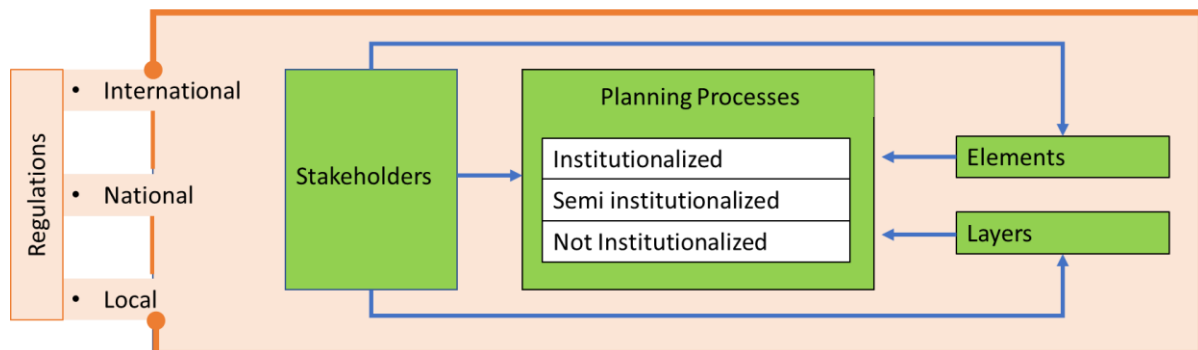 Regulations
• International
• National
• Local
Stakeholders
Planning Processes
Institutionalized
Semi institutionalized
Not Institutionalized
Elements
Layers